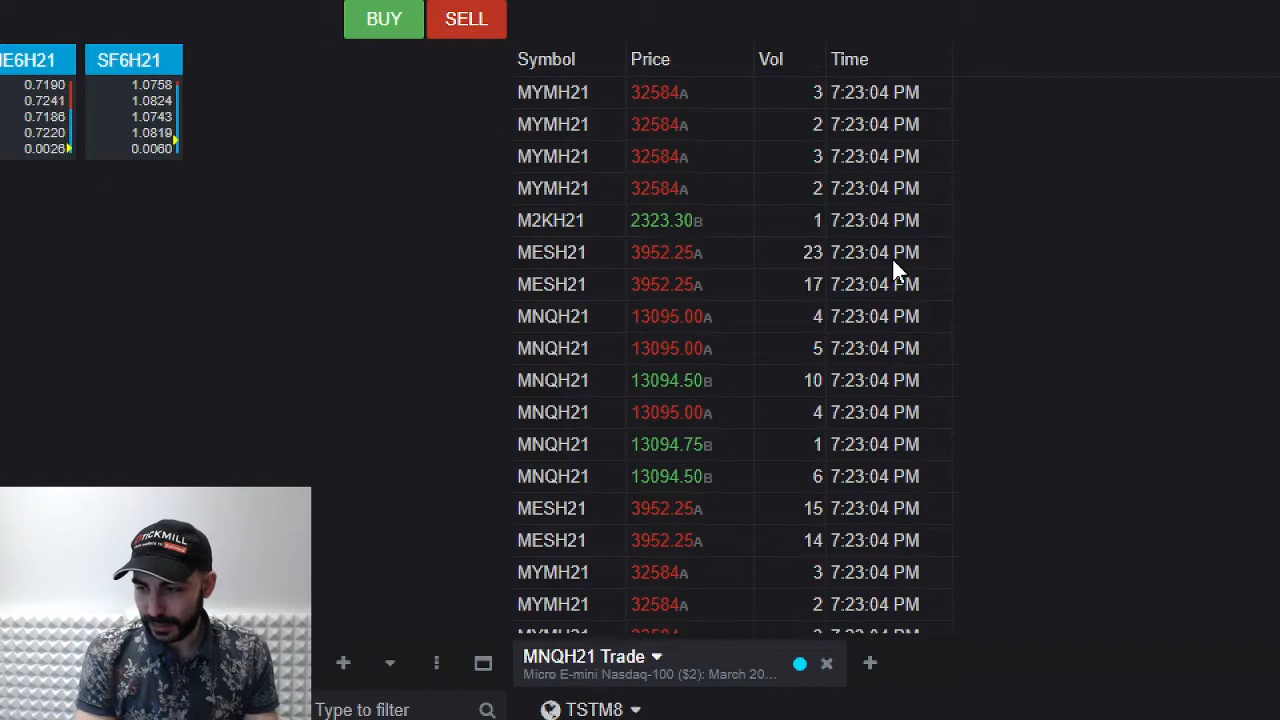 BUY SELL
E6H21 SF6H21
0.7190 1.0758
0.7241 1.0824
0.7186 1.0743
0.7220 1.0819
0.0026 1.0060
Symbol Price Vol Time
MYMH21 32584A 3 7:23:04 PM
MYMH21 32584A 2 7:23:04 PM
MYMH21 32584A 3 7:23:04 PM
MYMH21 32584A 2 7:23:04 PM
M2KH21 2323.30B 1 7:23:04 PM
MESH21 3952.25A 23 7:23:04 PM
MESH21 3952.25A 17 7:23:04 PM
MNQH21 13095.00A 4 7:23:04 PM
MNQH21 13095.00A 5 7:23:04 PM
MNQH21 13094.50B 10 7:23:04 PM
MNQH21 13095.00A 4 7:23:04 PM
MNQH21 13094.75B 1 7:23:04 PM
MNQH21 13094.50B 6 7:23:04 PM
MESH21 3952.25A 15 7:23:04 PM
MESH21 3952.25A 14 7:23:04 PM
MYMH21 32584A 3 7:23:04 PM
MYMH21 32584A 2 7:23:04 PM
TICKMILL
MNQH21 Trade
Micro E-mini Nasdaq-100 ($2): March 20...
Type to filter
TSTM8